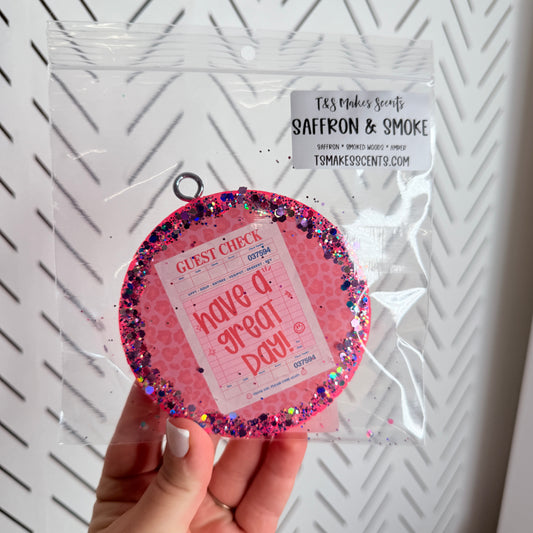 T&S Makes Scents
SAFFRON & SMOKE
SAFFRON * SMOKED WOODS * AMBER
TSMAKESSCENTS.COM
GUEST CHECK
037594
have a
great
DAY!
037594